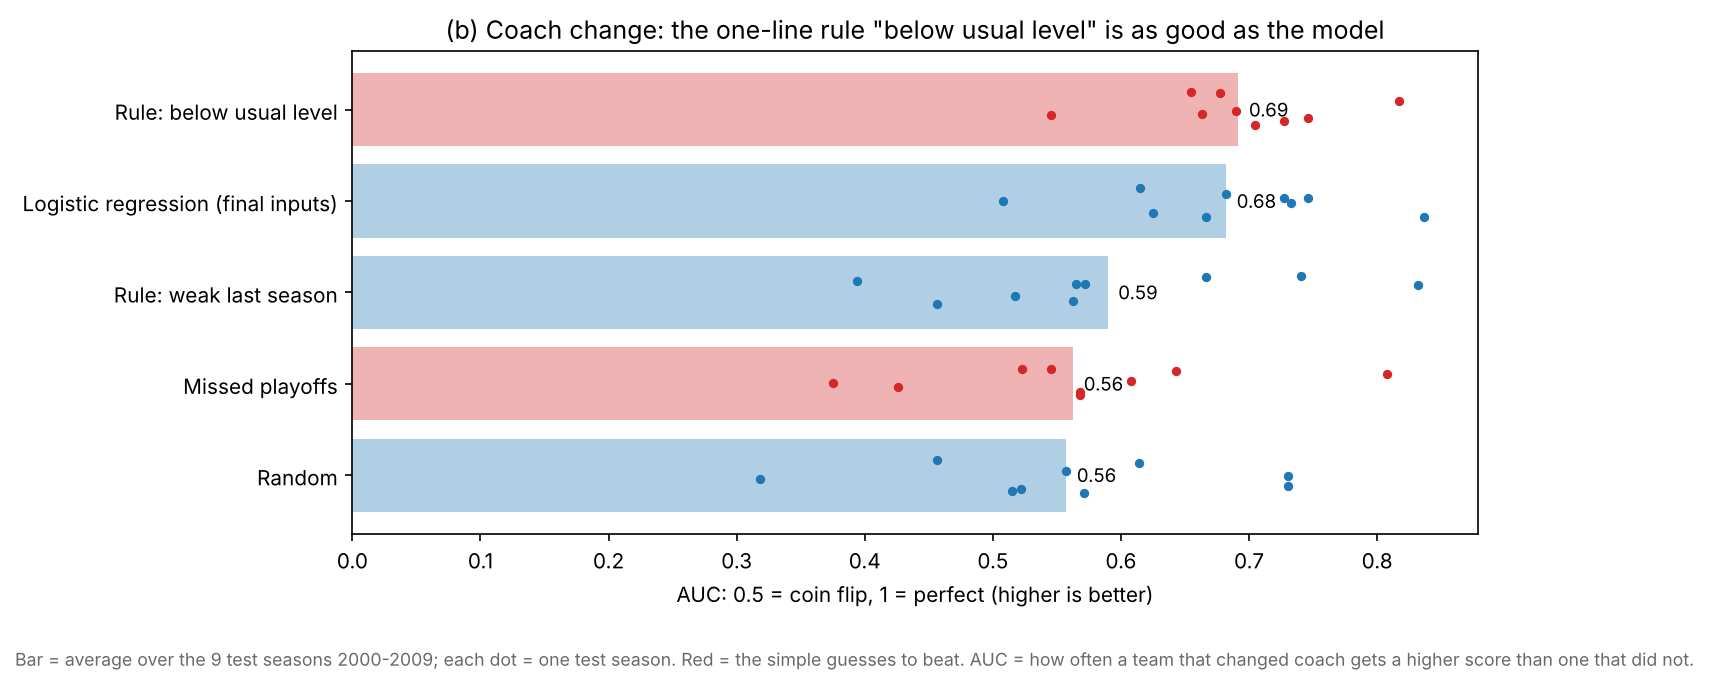 (b) Coach change: the one-line rule "below usual level" is as good as the model
Rule: below usual level
0.69
Logistic regression (final inputs)
0.68
Rule: weak last season
0.59
Missed playoffs
0.56
Random
0.56
0.0 0.1 0.2 0.3 0.4 0.5 0.6 0.7 0.8
AUC: 0.5 = coin flip, 1 = perfect (higher is better)
Bar = average over the 9 test seasons 2000-2009; each dot = one test season. Red = the simple guesses to beat. AUC = how often a team that changed coach gets a higher score than one that did not.